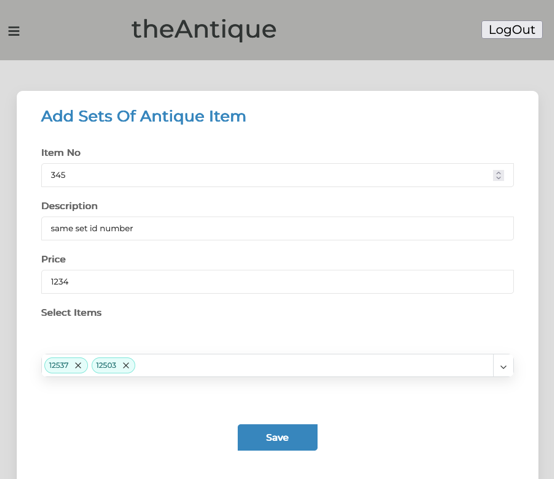 theAntique
LogOut
Add Sets Of Antique Item
Item No
345
Description
same set id number
Price
1234
Select Items
12537 12503
Save